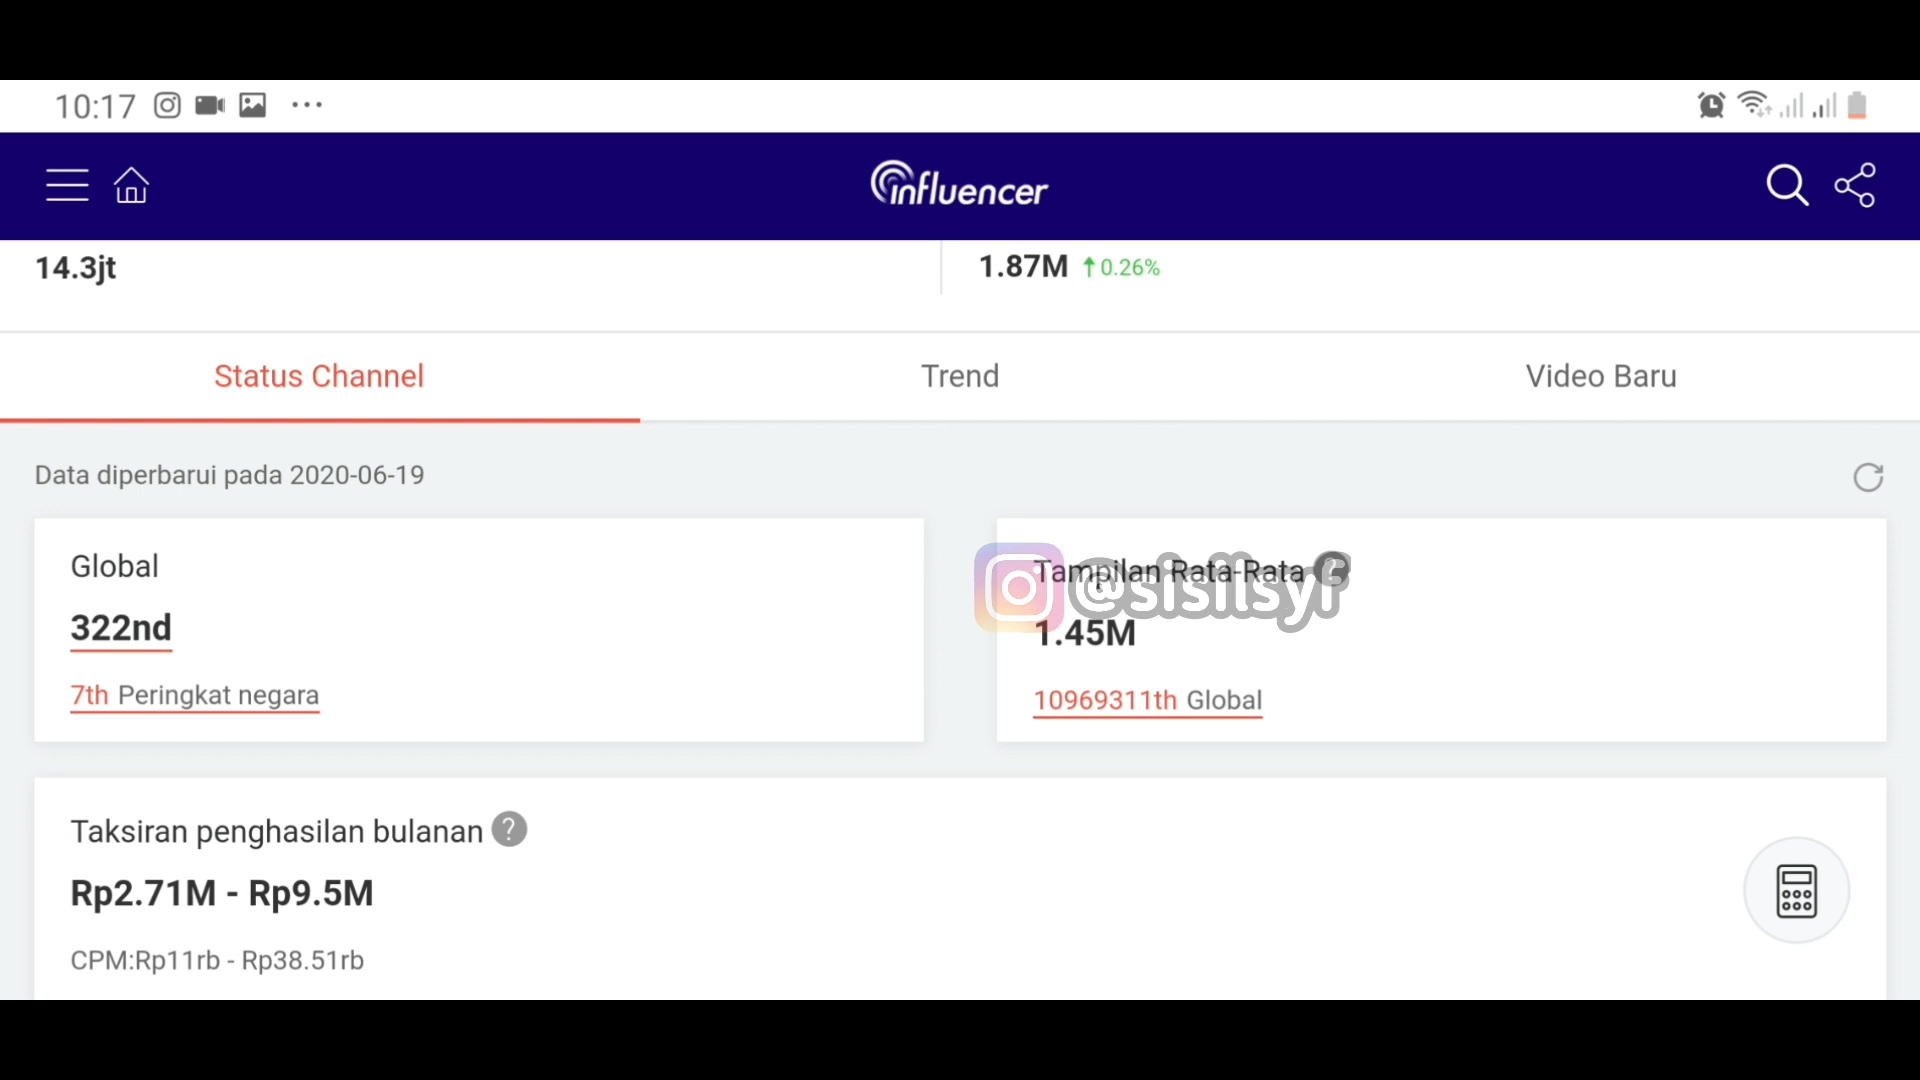 10:17
influencer
14.3jt
1.87M 0.26%
Status Channel
Trend
Video Baru
Data diperbarui pada 2020-06-19
Global
322nd
7th Peringkat negara
Tampilan Rata-Rata ?
@sisilsyf
1.45M
10969311th Global
Taksiran penghasilan bulanan ?
Rp2.71M - Rp9.5M
CPM:Rp11rb - Rp38.51rb